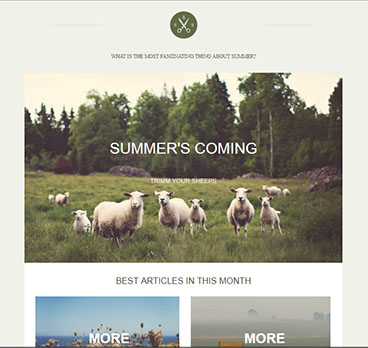 WHAT IS THE MOST FASCINATING THING ABOUT SUMMER?
SUMMER'S COMING
TRIMM YOUR SHEERS
BEST ARTICLES IN THIS MONTH
MORE
MORE